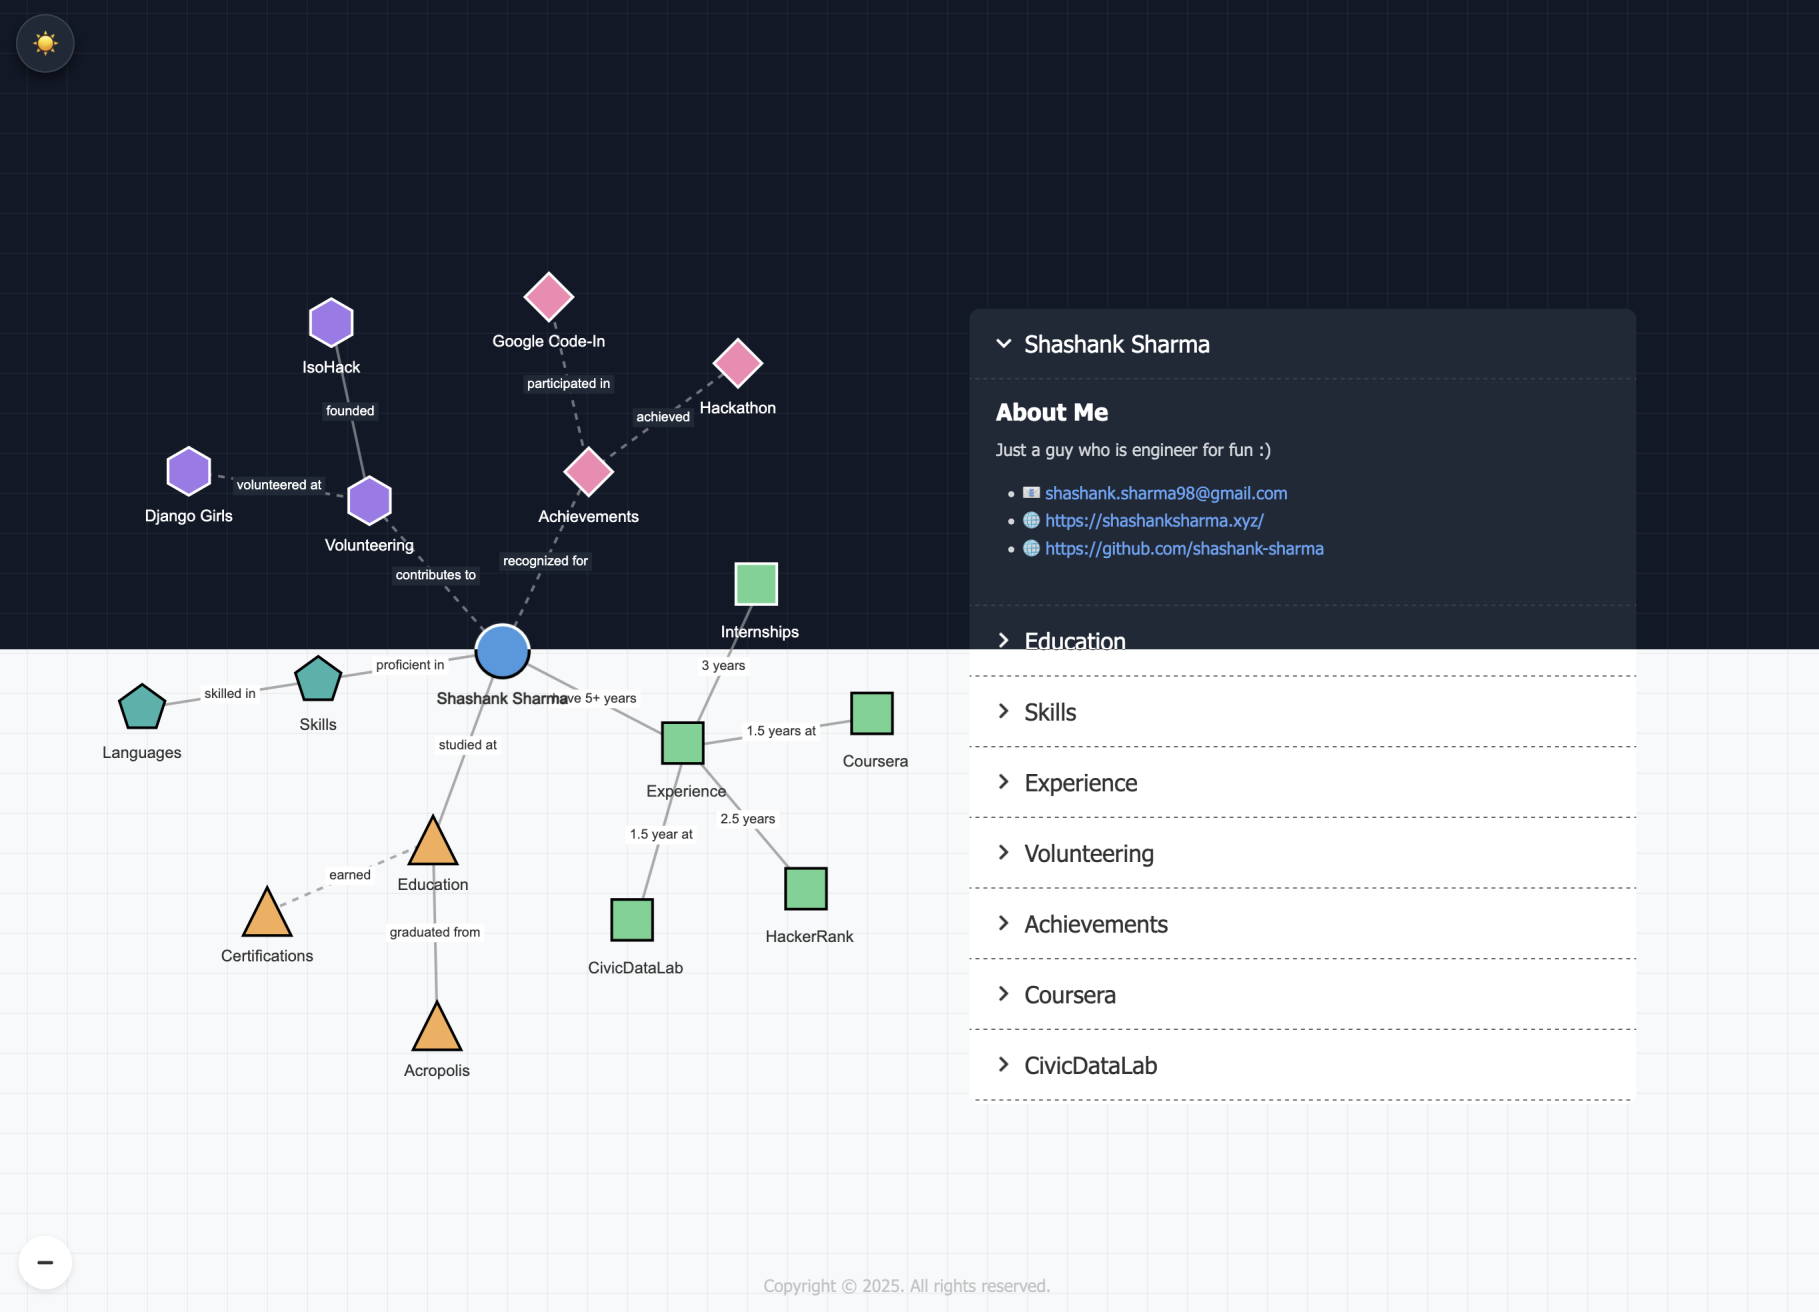 IsoHack
founded
Django Girls
volunteered at
Volunteering
contributes to
Google Code-In
participated in
Hackathon
achieved
Achievements
recognized for
Internships
3 years
Shashank Sharma
proficient in
Skills
skilled in
Languages
5+ years
Experience
1.5 years at
Coursera
2.5 years
HackerRank
1.5 year at
CivicDataLab
studied at
Education
earned
Certifications
graduated from
Acropolis
Shashank Sharma
About Me
Just a guy who is engineer for fun :)
shashank.sharma98@gmail.com
https://shashanksharma.xyz/
https://github.com/shashank-sharma
Education
Skills
Experience
Volunteering
Achievements
Coursera
CivicDataLab
Copyright © 2025. All rights reserved.